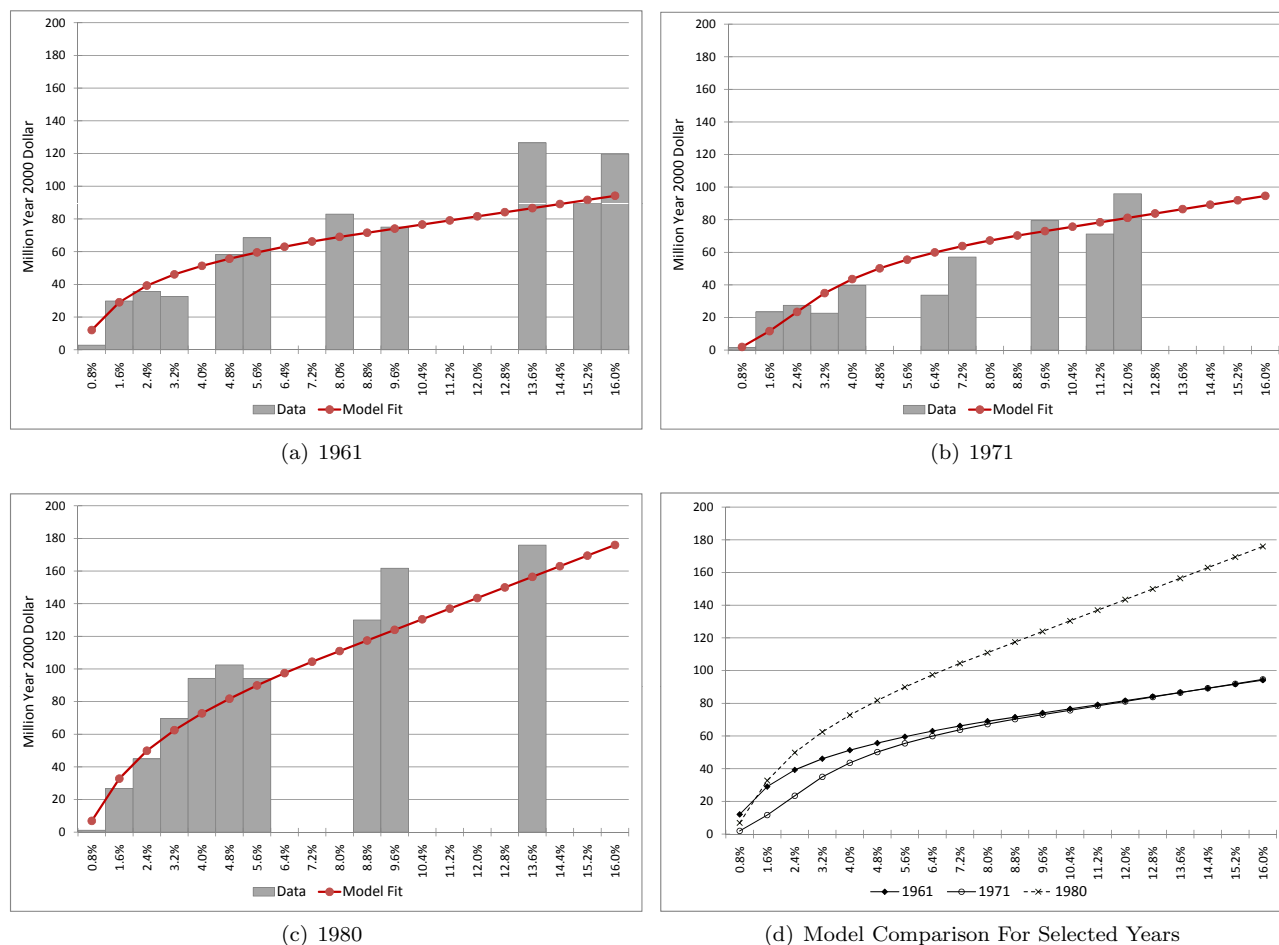 Million Year 2000 Dollar
200
180
160
140
120
100
80
60
40
20
0
0.8% 1.6% 2.4% 3.2% 4.0% 4.8% 5.6% 6.4% 7.2% 8.0% 8.8% 9.6% 10.4% 11.2% 12.0% 12.8% 13.6% 14.4% 15.2% 16.0%
Data Model Fit
(a) 1961
Million Year 2000 Dollar
200
180
160
140
120
100
80
60
40
20
0
0.8% 1.6% 2.4% 3.2% 4.0% 4.8% 5.6% 6.4% 7.2% 8.0% 8.8% 9.6% 10.4% 11.2% 12.0% 12.8% 13.6% 14.4% 15.2% 16.0%
Data Model Fit
(b) 1971
Million Year 2000 Dollar
200
180
160
140
120
100
80
60
40
20
0
0.8% 1.6% 2.4% 3.2% 4.0% 4.8% 5.6% 6.4% 7.2% 8.0% 8.8% 9.6% 10.4% 11.2% 12.0% 12.8% 13.6% 14.4% 15.2% 16.0%
Data Model Fit
(c) 1980
200
180
160
140
120
100
80
60
40
20
0
0.8% 1.6% 2.4% 3.2% 4.0% 4.8% 5.6% 6.4% 7.2% 8.0% 8.8% 9.6% 10.4% 11.2% 12.0% 12.8% 13.6% 14.4% 15.2% 16.0%
1961 1971 1980
(d) Model Comparison For Selected Years